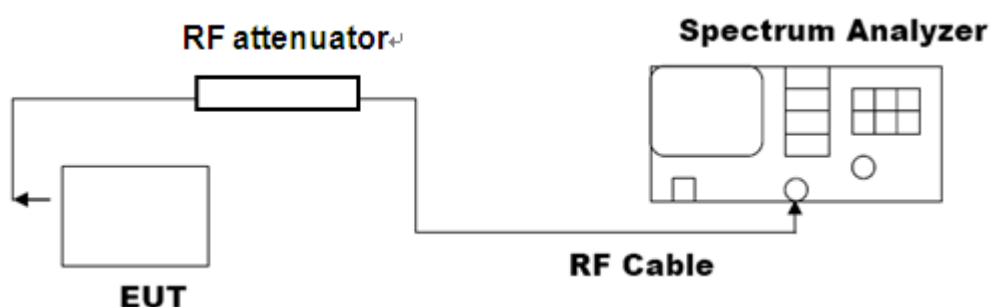 RF attenuator↵
Spectrum Analyzer
RF Cable
EUT